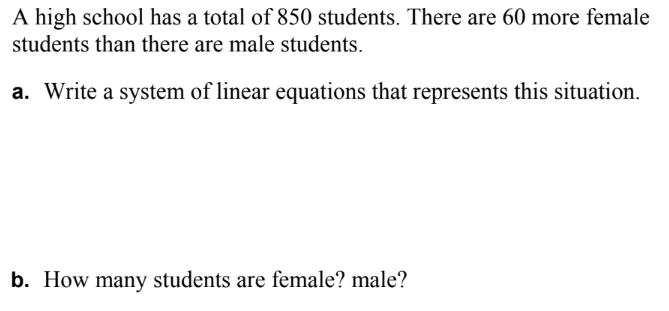 A high school has a total of 850 students. There are 60 more female
students than there are male students.
a. Write a system of linear equations that represents this situation.
b. How many students are female? male?